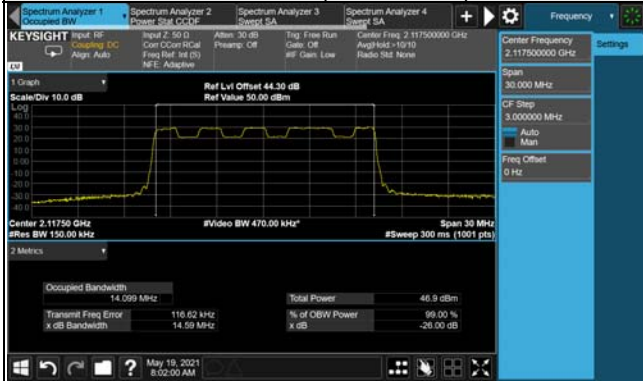 Spectrum Analyzer 1
Occupied BW
Spectrum Analyzer 2
Power Stat CCDF
Spectrum Analyzer 3
Swept SA
Spectrum Analyzer 4
Swept SA
Frequency
KEYSIGHT
Input: RF
Coupling: DC
Align: Auto
Input Z: 50 Ω
Corr CCorr RCal
Freq Ref: Int (S)
NFE: Adaptive
Atten: 30 dB
Preamp: Off
Trig: Free Run
Gate: Off
#IF Gain: Low
Center Freq: 2.117500000 GHz
Avg|Hold:>10/10
Radio Std: None
Center Frequency
2.117500000 GHz
Settings
Span
30.000 MHz
CF Step
3.000000 MHz
Auto
Man
Freq Offset
0 Hz
1 Graph
Scale/Div 10.0 dB
Ref Lvl Offset 44.30 dB
Ref Value 50.00 dBm
Log
40.0
30.0
20.0
10.0
0.00
-10.0
-20.0
-30.0
-40.0
Center 2.11750 GHz
#Res BW 150.00 kHz
#Video BW 470.00 kHz*
Span 30 MHz
#Sweep 300 ms (1001 pts)
2 Metrics
Occupied Bandwidth
14.099 MHz
Total Power 46.9 dBm
Transmit Freq Error 116.62 kHz
% of OBW Power 99.00 %
x dB Bandwidth 14.59 MHz
x dB -26.00 dB
?
May 19, 2021
8:02:00 AM